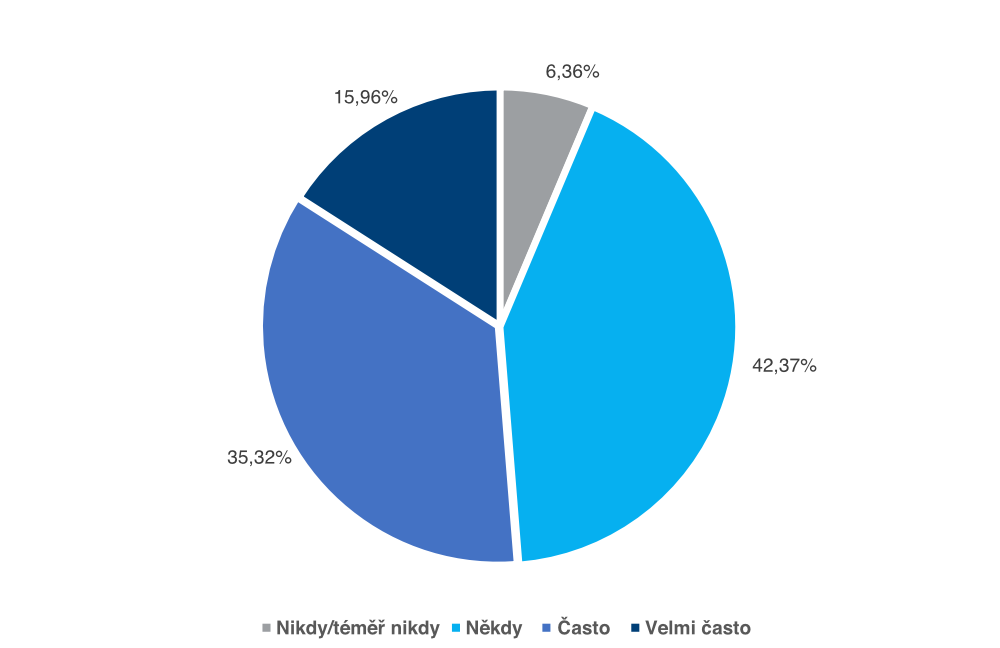 6,36%
15,96%
42,37%
35,32%
Nikdy/téměř nikdy Někdy Často Velmi často